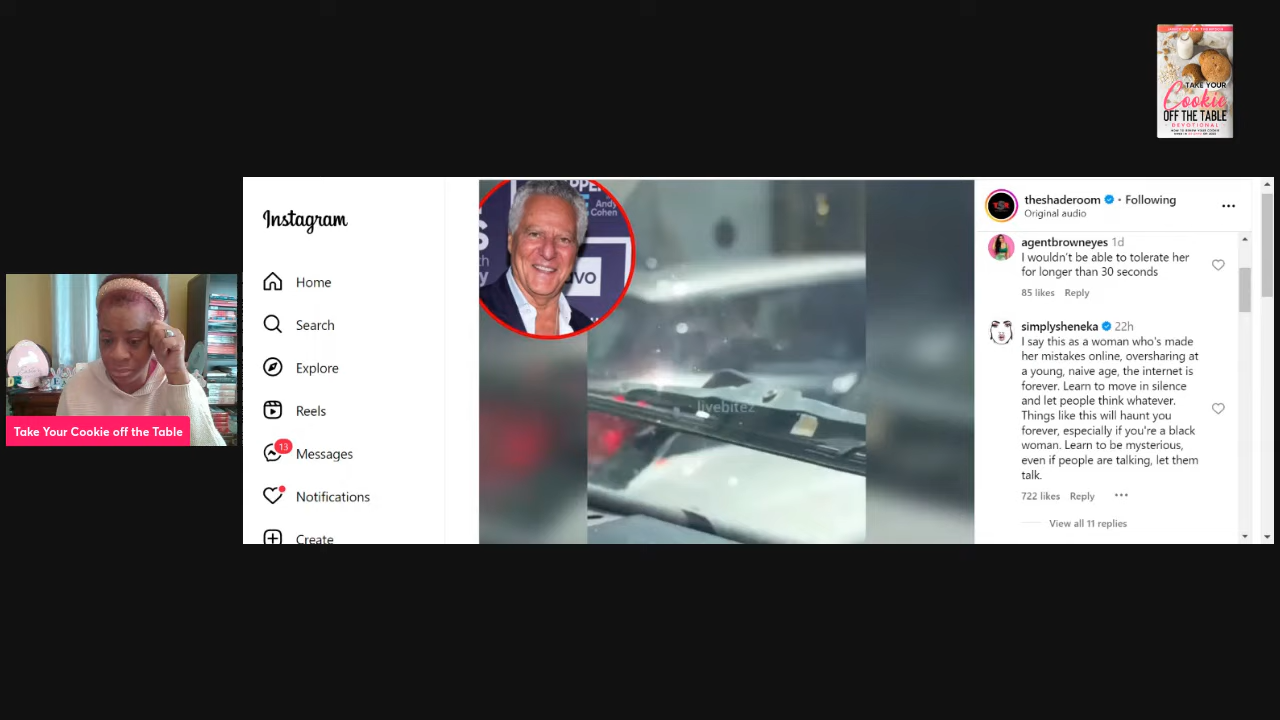 TAKE YOUR
Cookie
OFF THE TABLE
DEVOTIONAL
Instagram
Home
Search
Explore
Reels
13
Messages
Notifications
Create
Take Your Cookie off the Table
Andy
Cohen
livebitez
theshaderoom • Following
Original audio
agentbrowneyes 1d
I wouldn't be able to tolerate her
for longer than 30 seconds
85 likes Reply
simplysheneka 22h
I say this as a woman who's made
her mistakes online, oversharing at
a young, naive age, the internet is
forever. Learn to move in silence
and let people think whatever.
Things like this will haunt you
forever, especially if you're a black
woman. Learn to be mysterious,
even if people are talking, let them
talk.
722 likes Reply
View all 11 replies